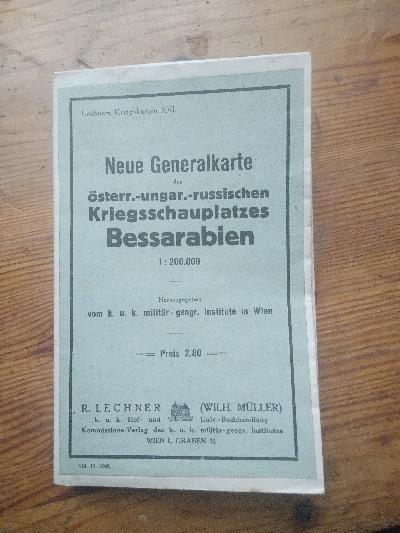 Lechners Kriegskarten XXI.
Neue Generalkarte
des
österr.-ungar.-russischen
Kriegsschauplatzes
Bessarabien
1 : 200.000
Herausgegeben
vom k. u. k. militär-geogr. Institute in Wien
Preis 2.80
R. LECHNER (WILH. MÜLLER)
k. u. k. Hof- und Univ.-Buchhandlung
Kommissions-Verlag des k. u. k. militär-geogr. Institutes
WIEN I, GRABEN 31
VIII. 17.